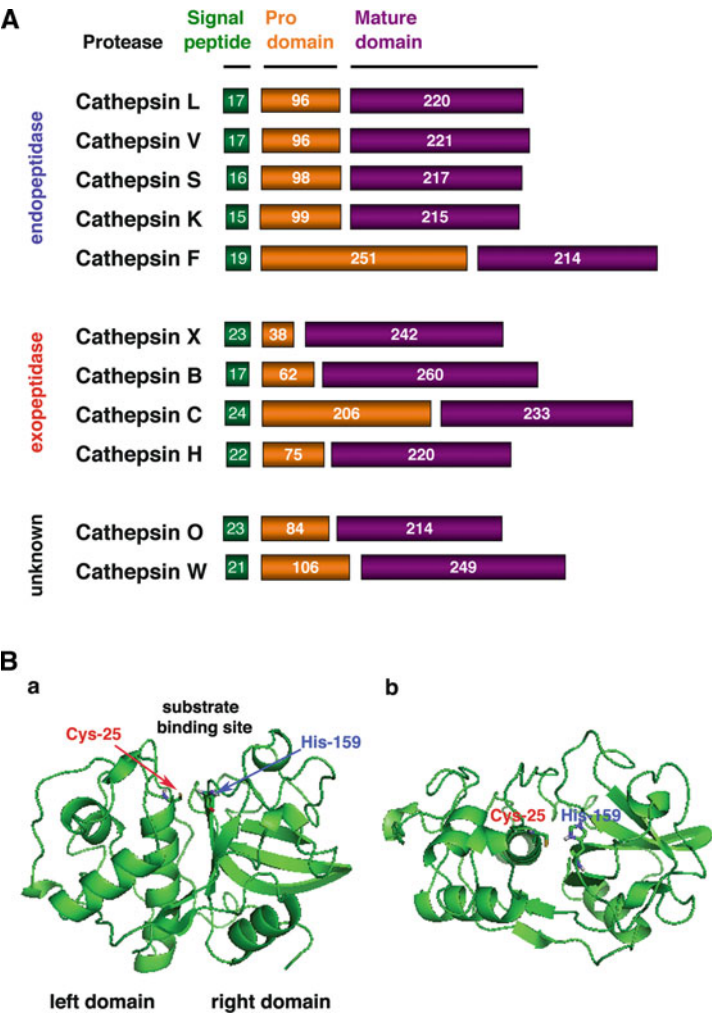 A
Protease Signal peptide Pro domain Mature domain
endopeptidase
Cathepsin L 17 96 220
Cathepsin V 17 96 221
Cathepsin S 16 98 217
Cathepsin K 15 99 215
Cathepsin F 19 251 214
exopeptidase
Cathepsin X 23 38 242
Cathepsin B 17 62 260
Cathepsin C 24 206 233
Cathepsin H 22 75 220
unknown
Cathepsin O 23 84 214
Cathepsin W 21 106 249
B
a
substrate
binding site
Cys-25
His-159
left domain
right domain
b
Cys-25
His-159